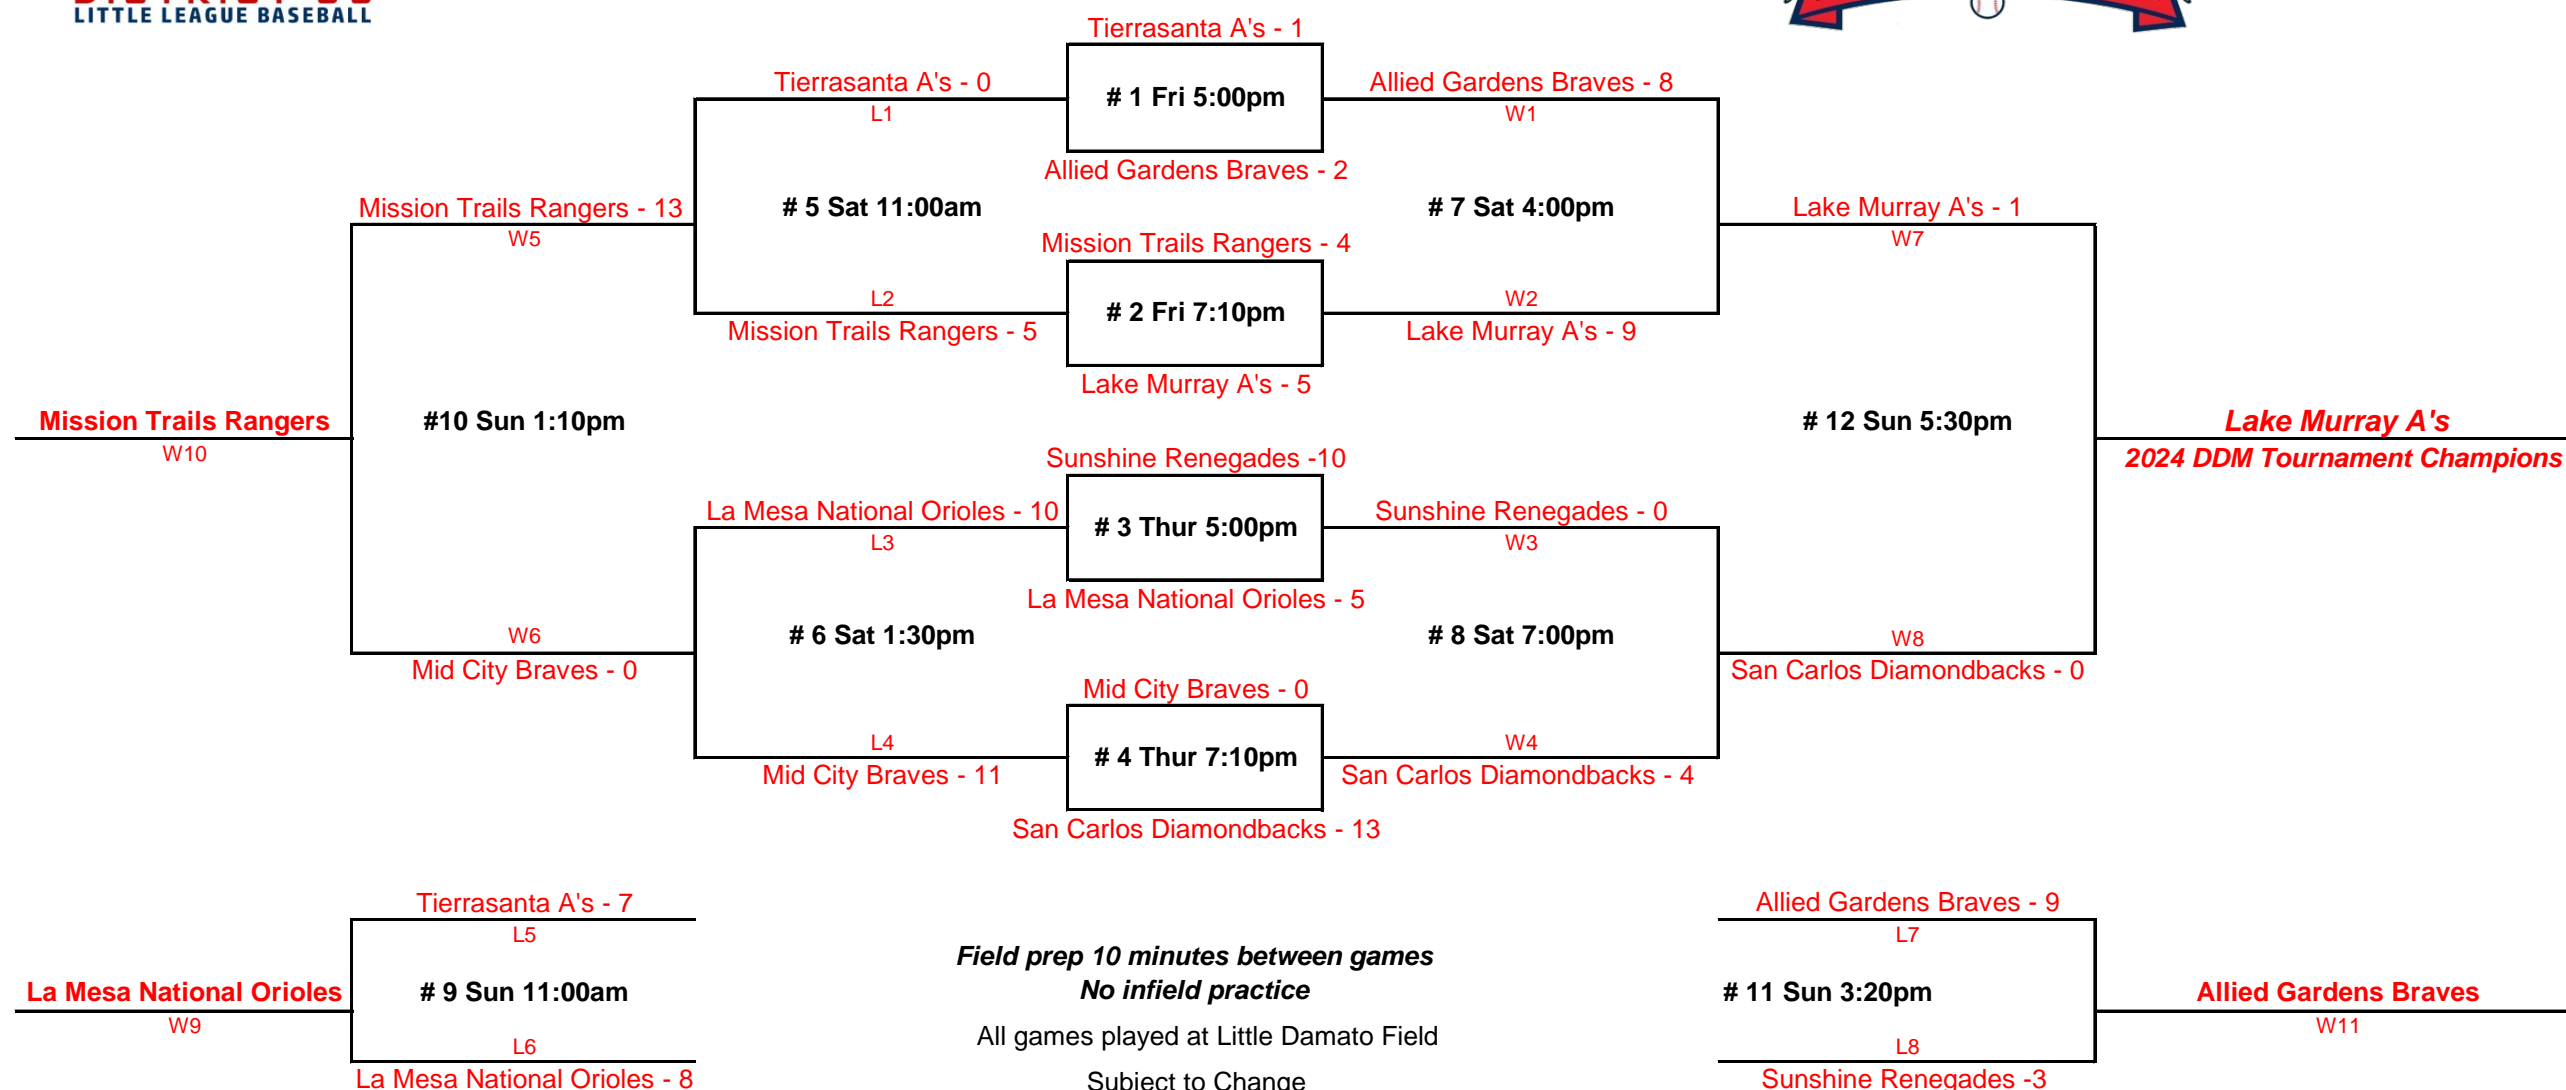 LITTLE LEAGUE BASEBALL
Tierrasanta A's - 1
Tierrasanta A's - 0
# 1 Fri 5:00pm
Allied Gardens Braves - 8
L1
W1
Allied Gardens Braves - 2
Mission Trails Rangers - 13
# 5 Sat 11:00am
# 7 Sat 4:00pm
Lake Murray A's - 1
W5
Mission Trails Rangers - 4
W7
L2
# 2 Fri 7:10pm
W2
Mission Trails Rangers - 5
Lake Murray A's - 9
Lake Murray A's - 5
Mission Trails Rangers
#10 Sun 1:10pm
# 12 Sun 5:30pm
Lake Murray A's
W10
Sunshine Renegades -10
2024 DDM Tournament Champions
La Mesa National Orioles - 10
# 3 Thur 5:00pm
Sunshine Renegades - 0
L3
W3
La Mesa National Orioles - 5
W6
# 6 Sat 1:30pm
# 8 Sat 7:00pm
W8
Mid City Braves - 0
San Carlos Diamondbacks - 0
Mid City Braves - 0
L4
# 4 Thur 7:10pm
W4
Mid City Braves - 11
San Carlos Diamondbacks - 4
San Carlos Diamondbacks - 13
Tierrasanta A's - 7
Allied Gardens Braves - 9
L5
L7
Field prep 10 minutes between games
La Mesa National Orioles
# 9 Sun 11:00am
No infield practice
# 11 Sun 3:20pm
Allied Gardens Braves
W9
W11
All games played at Little Damato Field
L6
L8
La Mesa National Orioles - 8
Subject to Change
Sunshine Renegades -3